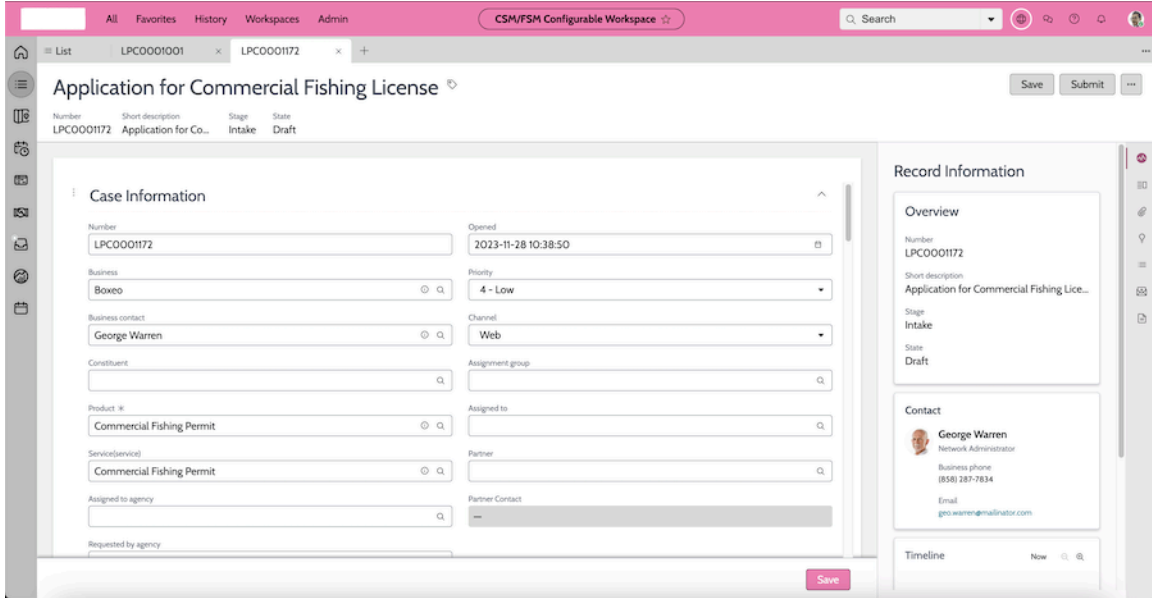 All Favorites History Workspaces Admin
CSM/FSM Configurable Workspace
Search
List
LPC0001001 ×
LPC0001172 ×
+
Application for Commercial Fishing License
Save Submit
Number Short description Stage State
LPC0001172 Application for Co... Intake Draft
Case Information
Number
LPC0001172
Opened
2023-11-28 10:38:50
Business
Boxeo
Priority
4 - Low
Business contact
George Warren
Channel
Web
Constituent
Assignment group
Product
Commercial Fishing Permit
Assigned to
Service(service)
Commercial Fishing Permit
Partner
Assigned to agency
Partner Contact
—
Requested by agency
Save
Record Information
Overview
Number
LPC0001172
Short description
Application for Commercial Fishing Lice...
Stage
Intake
State
Draft
Contact
George Warren
Network Administrator
Business phone
(858) 287-7834
Email
geo.warren@mailinator.com
Timeline
Now